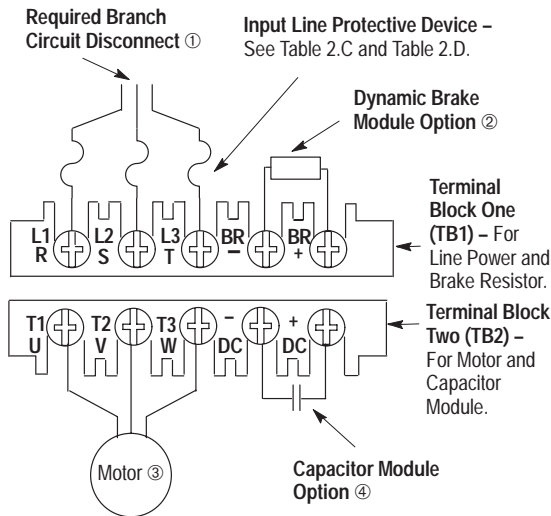 Required Branch
Circuit Disconnect ①
Input Line Protective Device –
See Table 2.C and Table 2.D.
Dynamic Brake
Module Option ②
L1 L2 L3 BR BR
R S T – +
Terminal
Block One
(TB1) – For
Line Power and
Brake Resistor.
T1 T2 T3 - +
U V W DC DC
Terminal Block
Two (TB2) –
For Motor and
Capacitor
Module.
Motor ③
Capacitor Module
Option ④